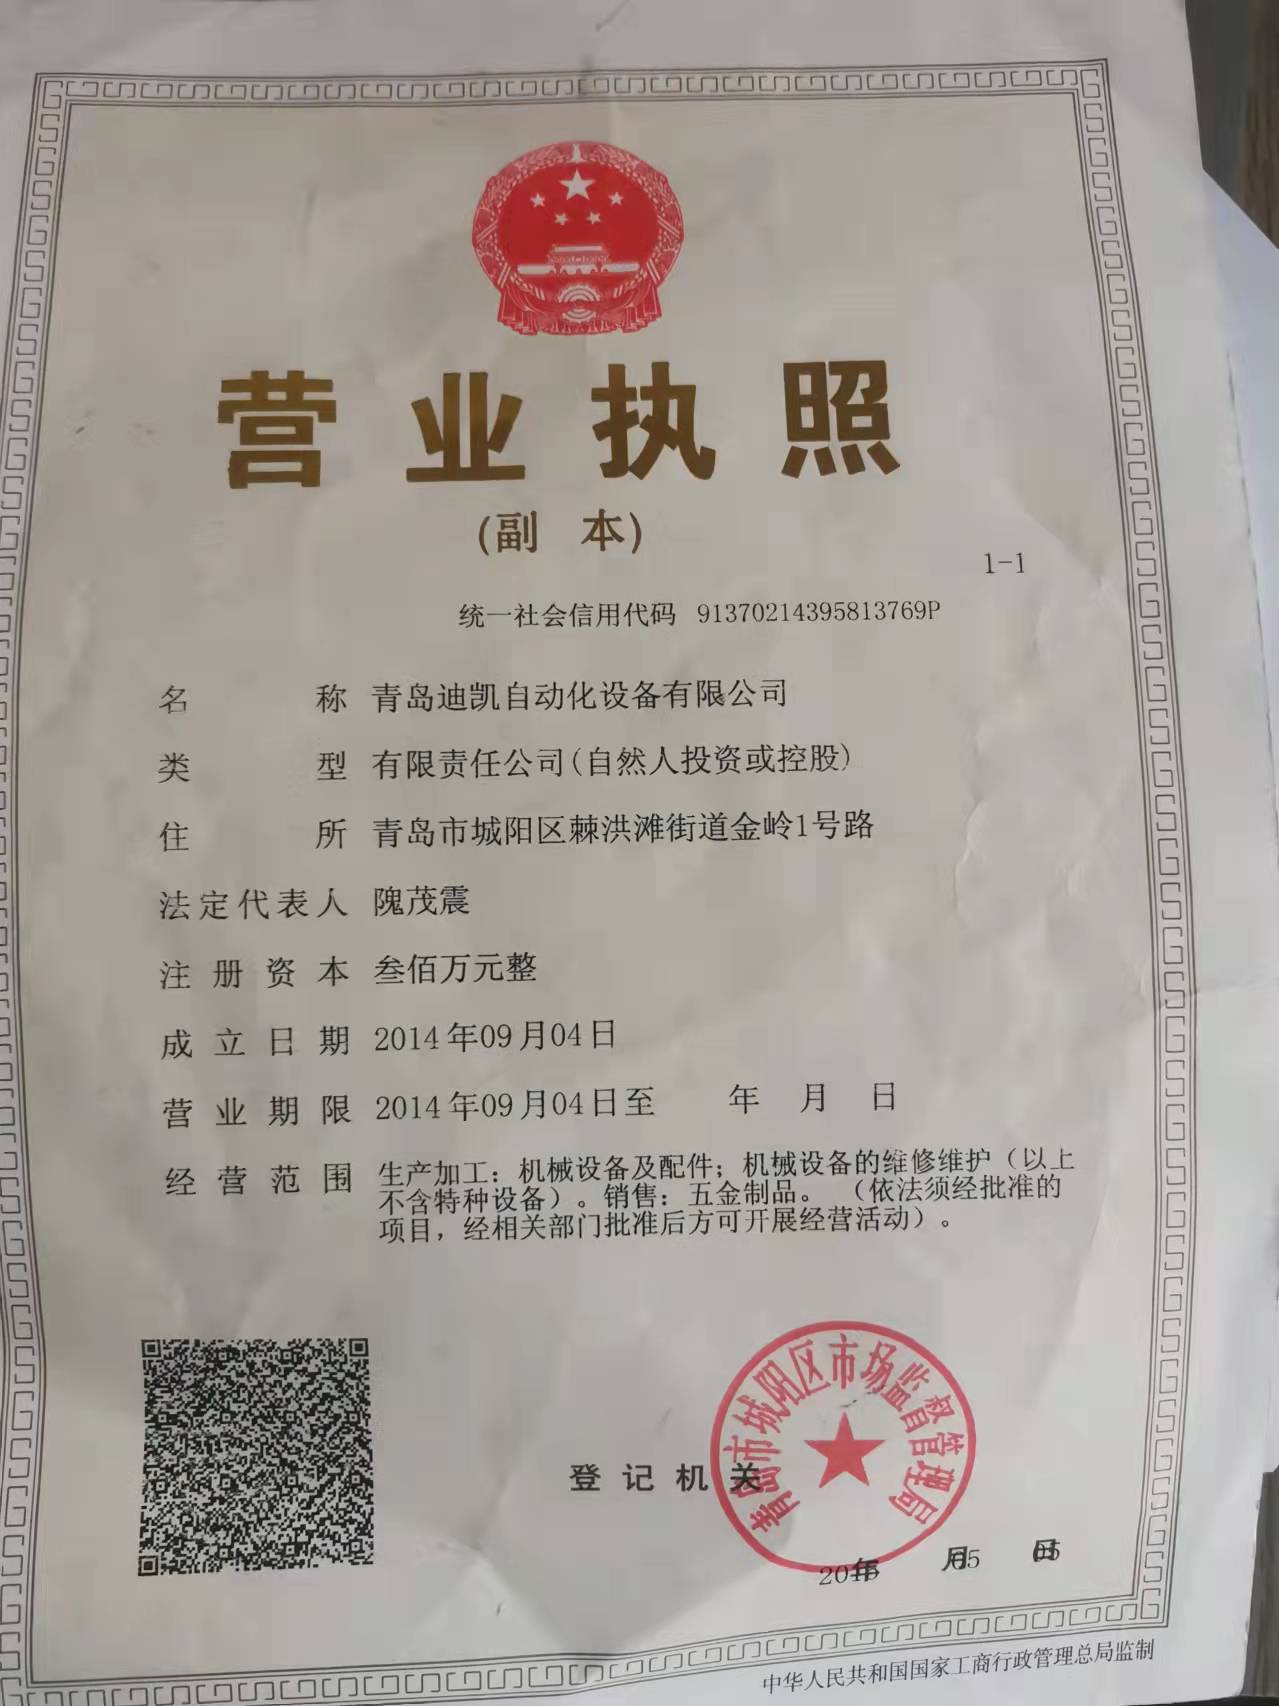 营业执照
(副 本)
1-1
统一社会信用代码 91370214395813769P
名 称 青岛迪凯自动化设备有限公司
类 型 有限责任公司(自然人投资或控股)
住 所 青岛市城阳区棘洪滩街道金岭1号路
法定代表人 隗茂震
注册资本 叁佰万元整
成立日期 2014年09月04日
营业期限 2014年09月04日至 年 月 日
经营范围 生产加工：机械设备及配件；机械设备的维修维护（以上
不含特种设备）。销售：五金制品。（依法须经批准的
项目，经相关部门批准后方可开展经营活动）。
青岛市城阳区市场监督管理局
登记机关
年 月05 日05
中华人民共和国国家工商行政管理总局监制